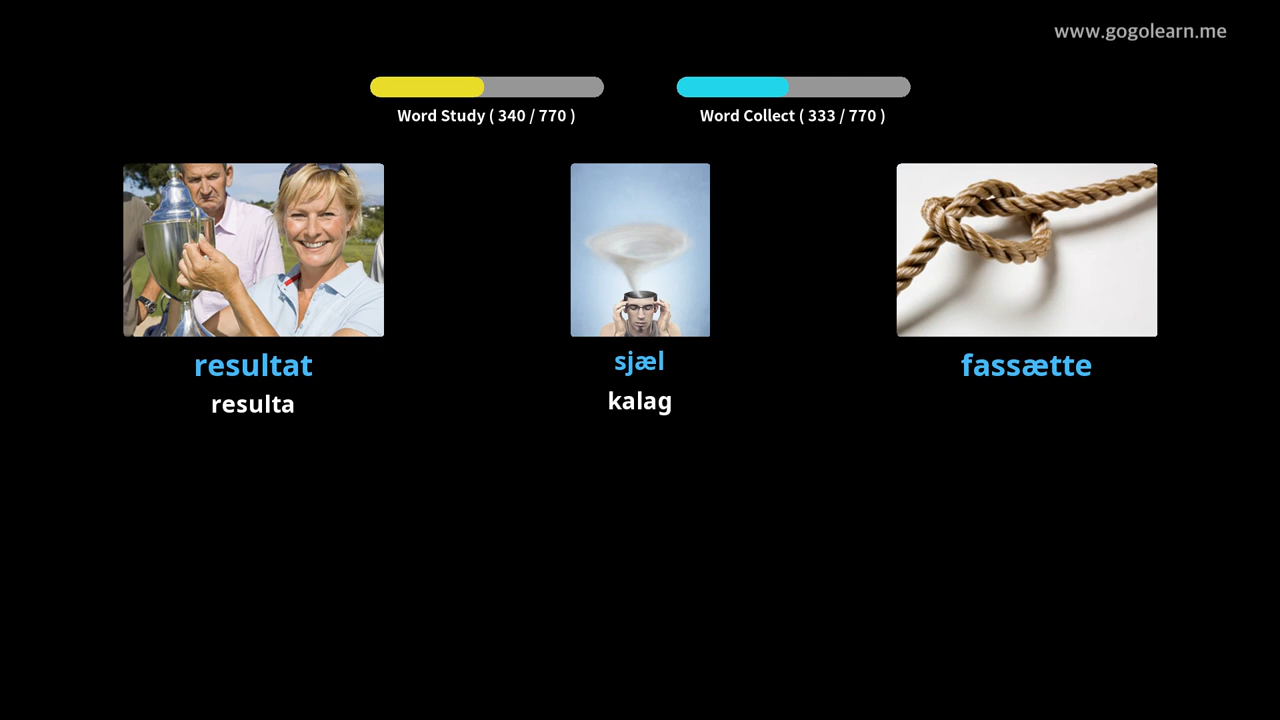 www.gogolearn.me
Word Study ( 340 / 770 )
Word Collect ( 333 / 770 )
resultat
resulta
sjæl
kalag
fassætte